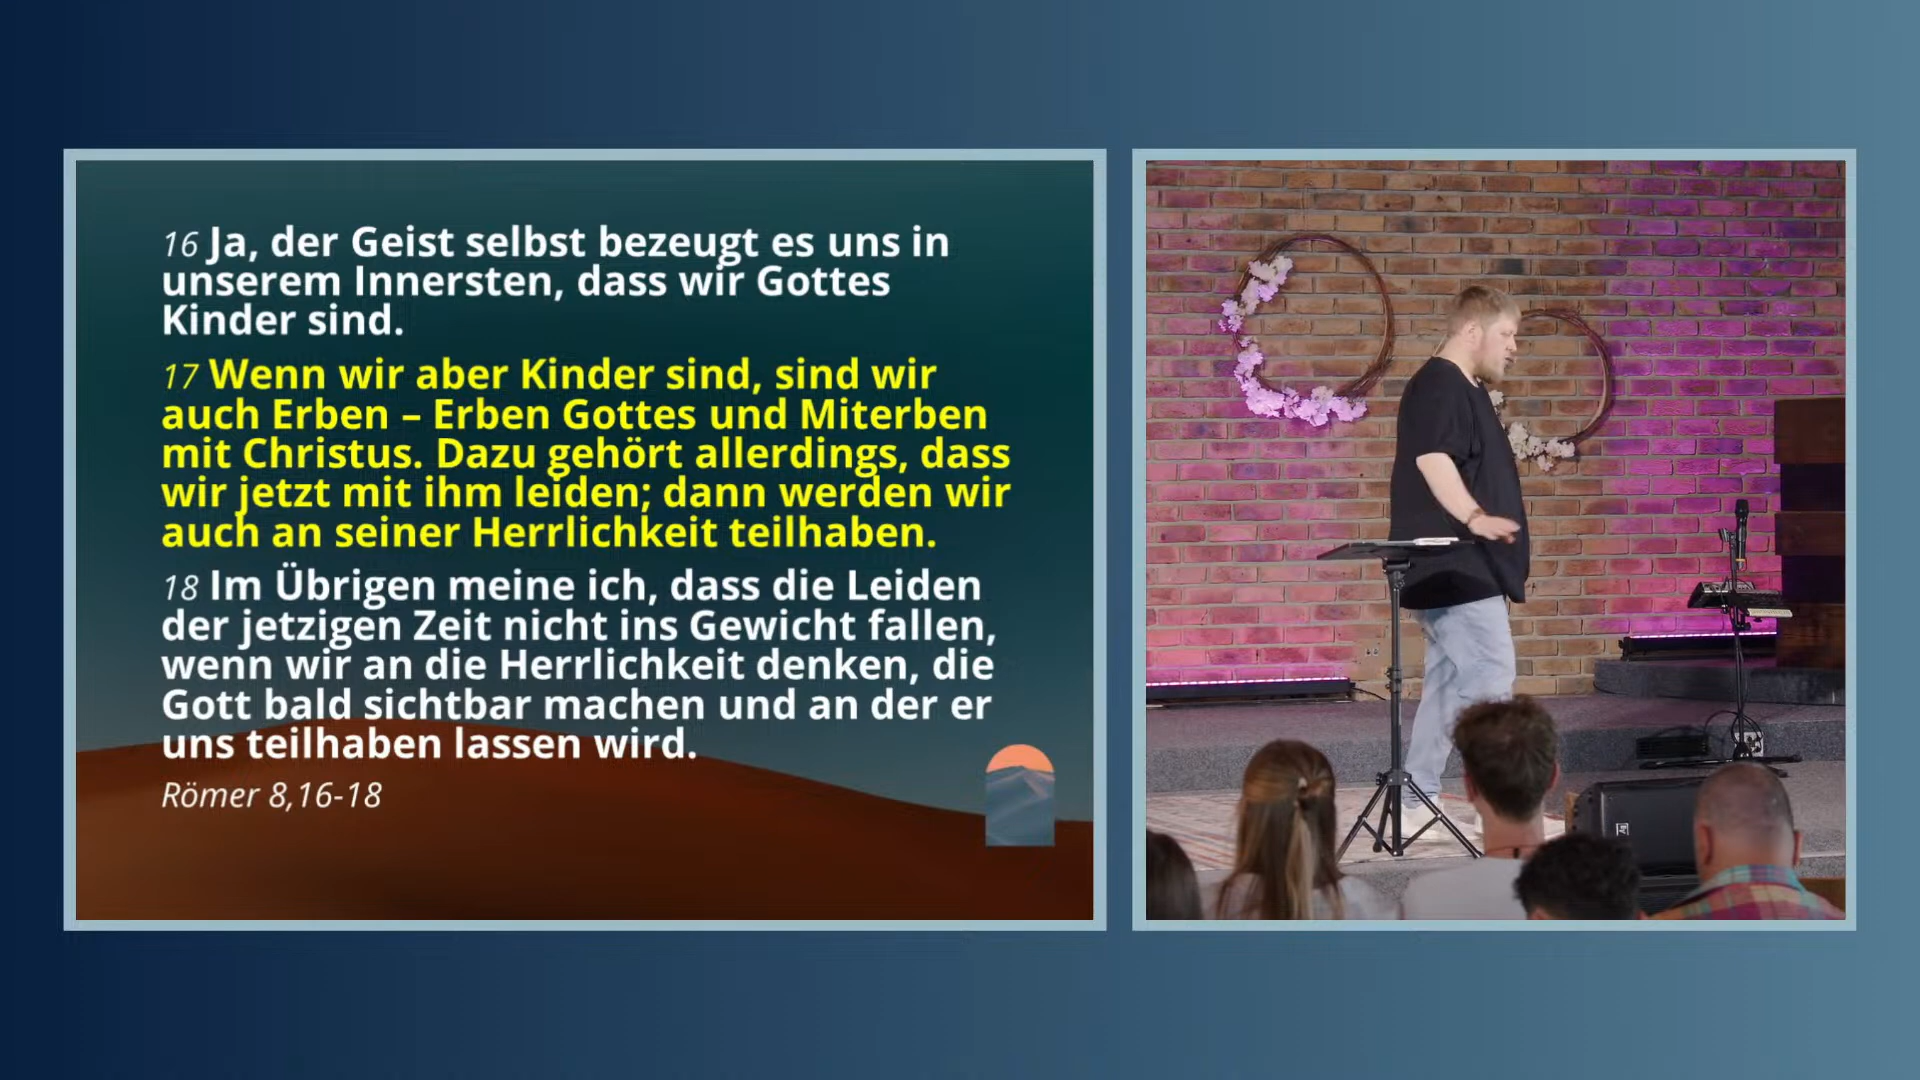 16 Ja, der Geist selbst bezeugt es uns in
unserem Innersten, dass wir Gottes
Kinder sind.
17 Wenn wir aber Kinder sind, sind wir
auch Erben – Erben Gottes und Miterben
mit Christus. Dazu gehört allerdings, dass
wir jetzt mit ihm leiden; dann werden wir
auch an seiner Herrlichkeit teilhaben.
18 Im Übrigen meine ich, dass die Leiden
der jetzigen Zeit nicht ins Gewicht fallen,
wenn wir an die Herrlichkeit denken, die
Gott bald sichtbar machen und an der er
uns teilhaben lassen wird.
Römer 8,16-18